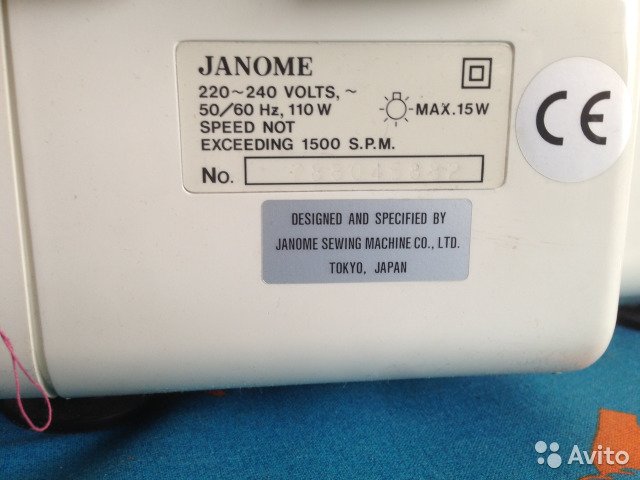 JANOME
220~240 VOLTS, ~
50/60 Hz, 110 W
MAX.15W
SPEED NOT
EXCEEDING 1500 S.P.M.
No.
CE
DESIGNED AND SPECIFIED BY
JANOME SEWING MACHINE CO., LTD.
TOKYO, JAPAN
Avito